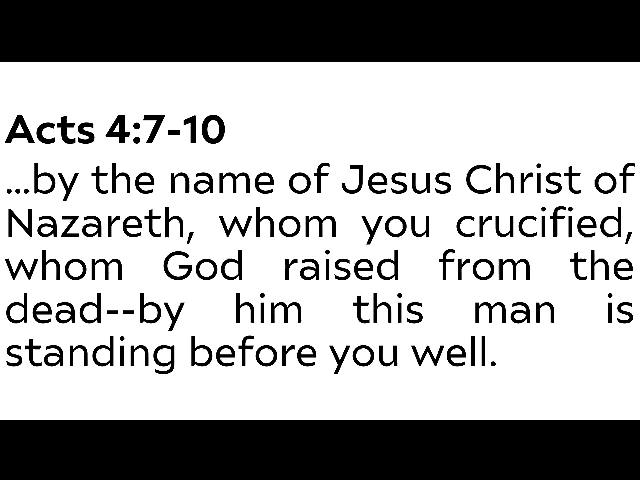 Acts 4:7-10
...by the name of Jesus Christ of
Nazareth, whom you crucified,
whom God raised from the
dead--by him this man is
standing before you well.